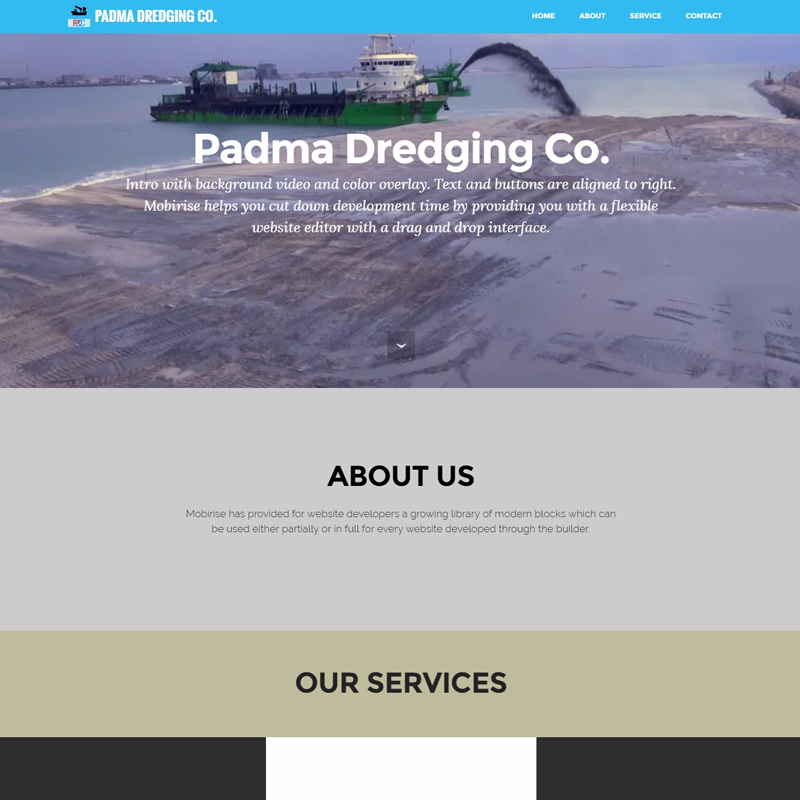 PADMA DREDGING CO.
HOME ABOUT SERVICE CONTACT
Padma Dredging Co.
Intro with background video and color overlay. Text and buttons are aligned to right.
Mobirise helps you cut down development time by providing you with a flexible
website editor with a drag and drop interface.
ABOUT US
Mobirise has provided for website developers a growing library of modern blocks which can
be used either partially or in full for every website developed through the builder.
OUR SERVICES